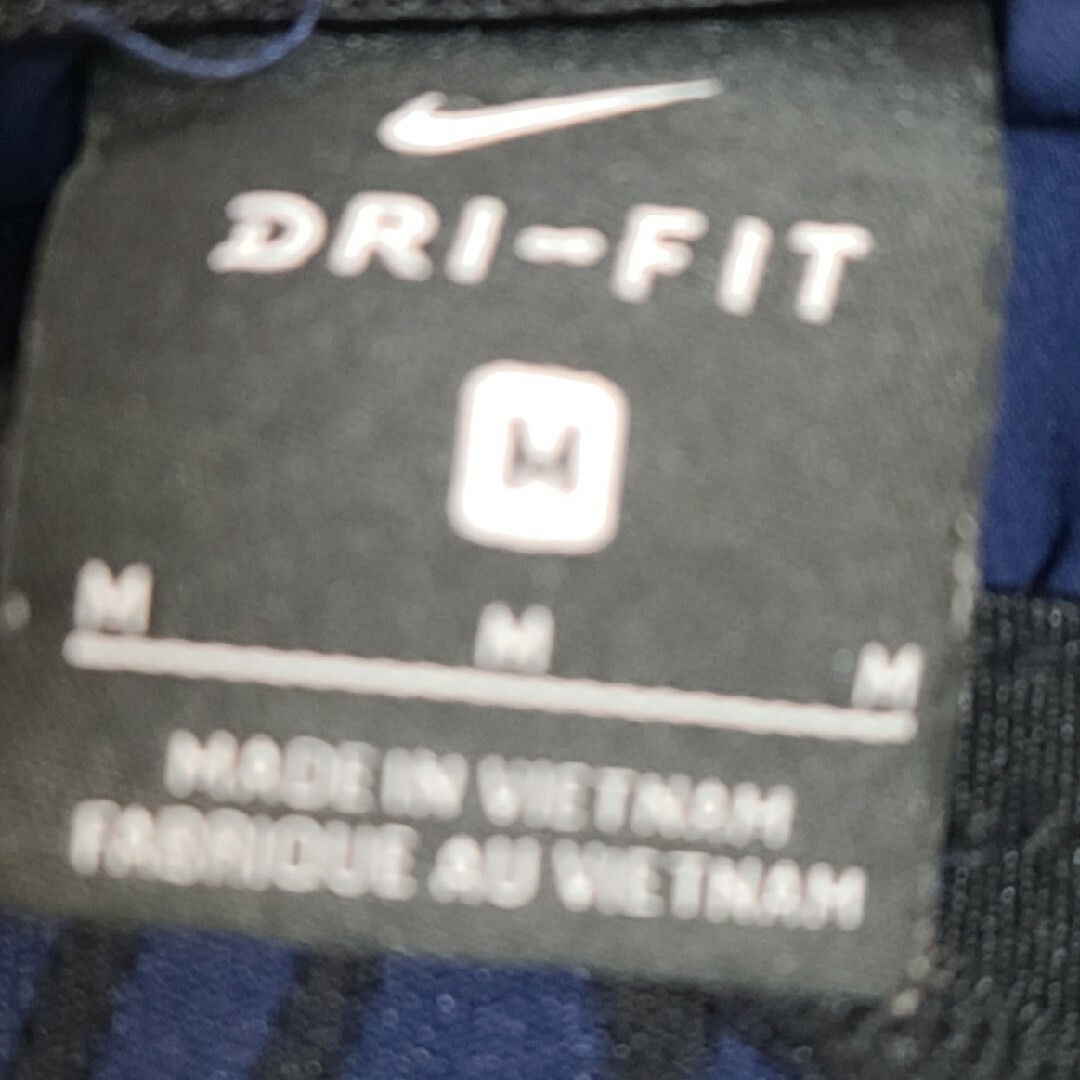 DRI-FIT
M
M M M
MADE IN VIETNAM
FABRIQUE AU VIETNAM